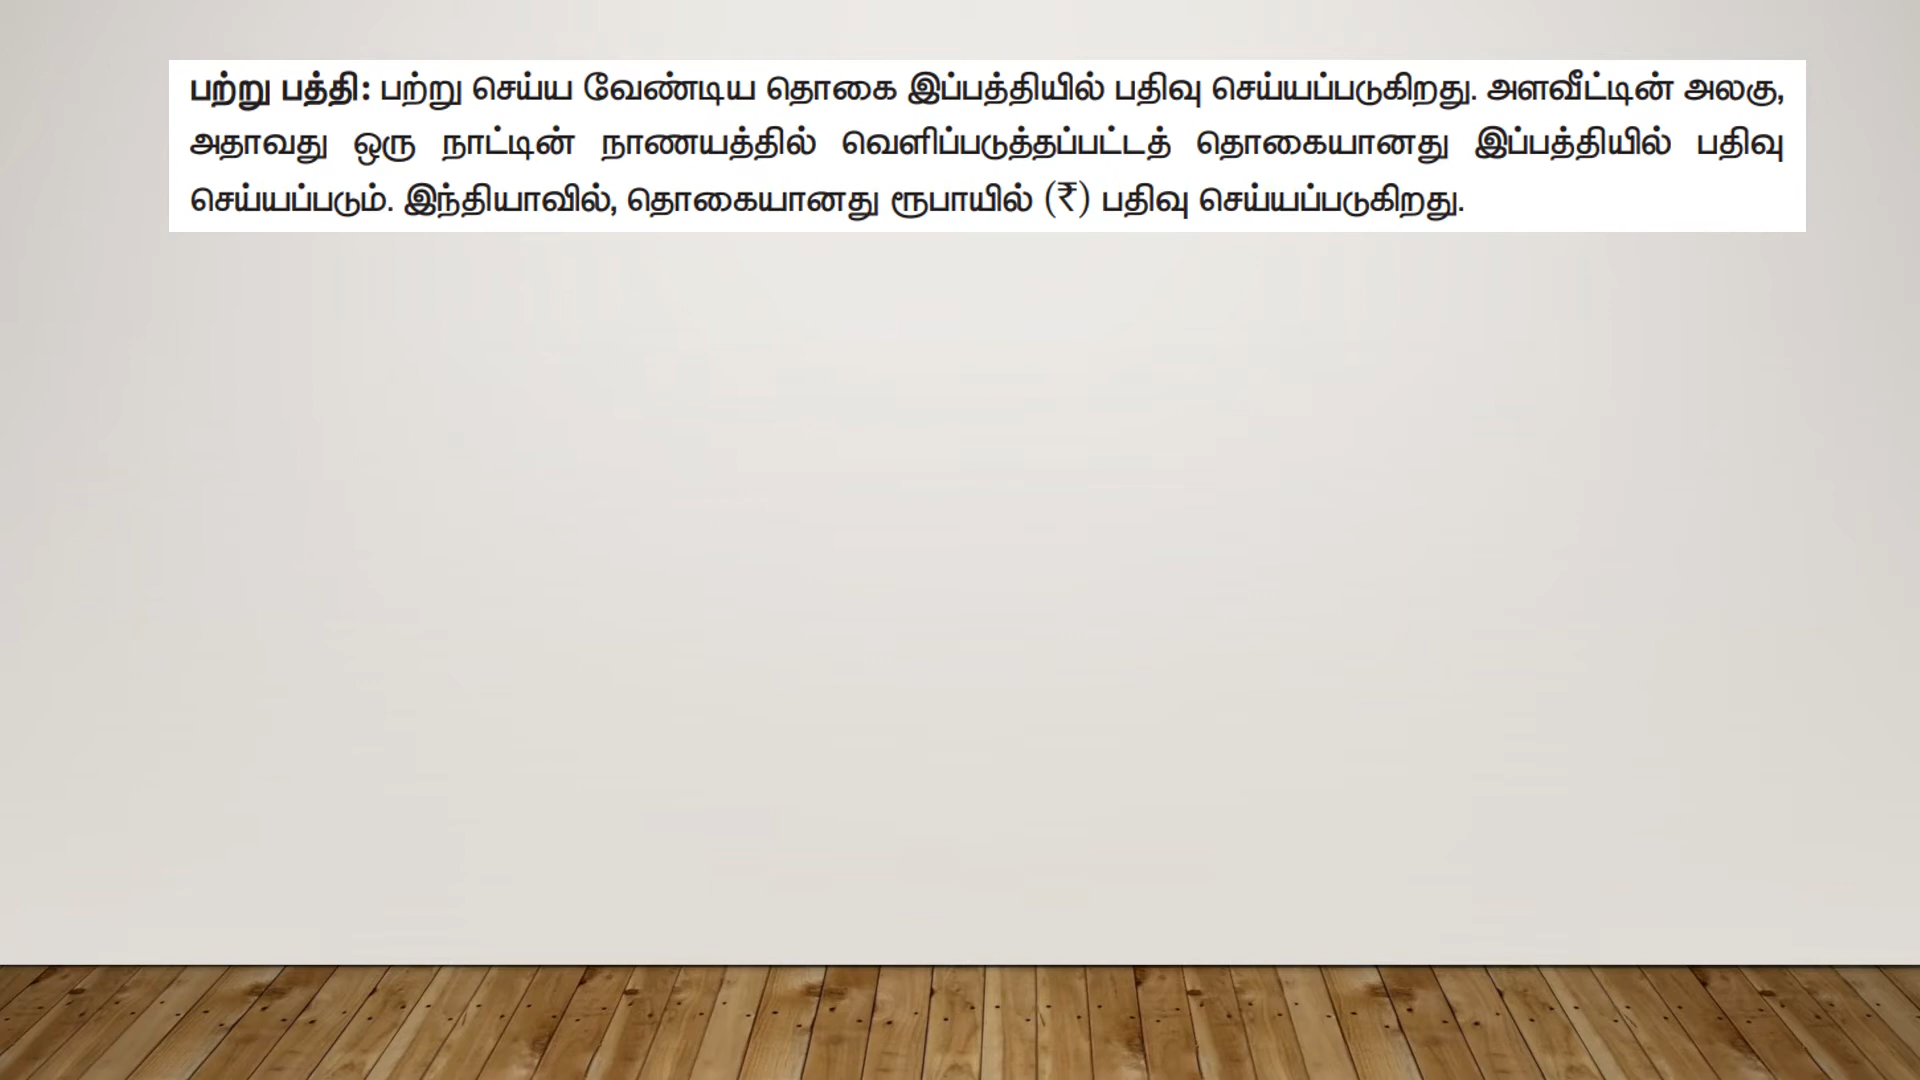 பற்று பத்தி: பற்று செய்ய வேண்டிய தொகை இப்பத்தியில் பதிவு செய்யப்படுகிறது. அளவீட்டின் அலகு,
அதாவது ஒரு நாட்டின் நாணயத்தில் வெளிப்படுத்தப்பட்டத் தொகையானது இப்பத்தியில் பதிவு
செய்யப்படும். இந்தியாவில், தொகையானது ரூபாயில் (₹) பதிவு செய்யப்படுகிறது.